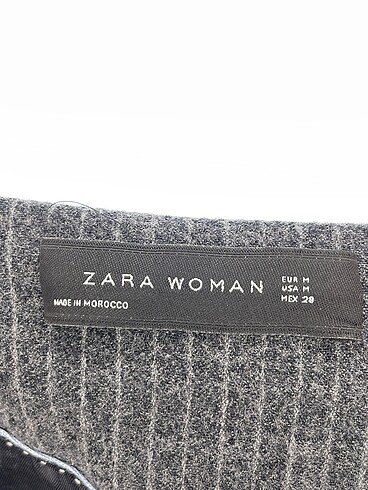 ZARA WOMAN
MADE IN MOROCCO
EUR M
USA M
MEX 28